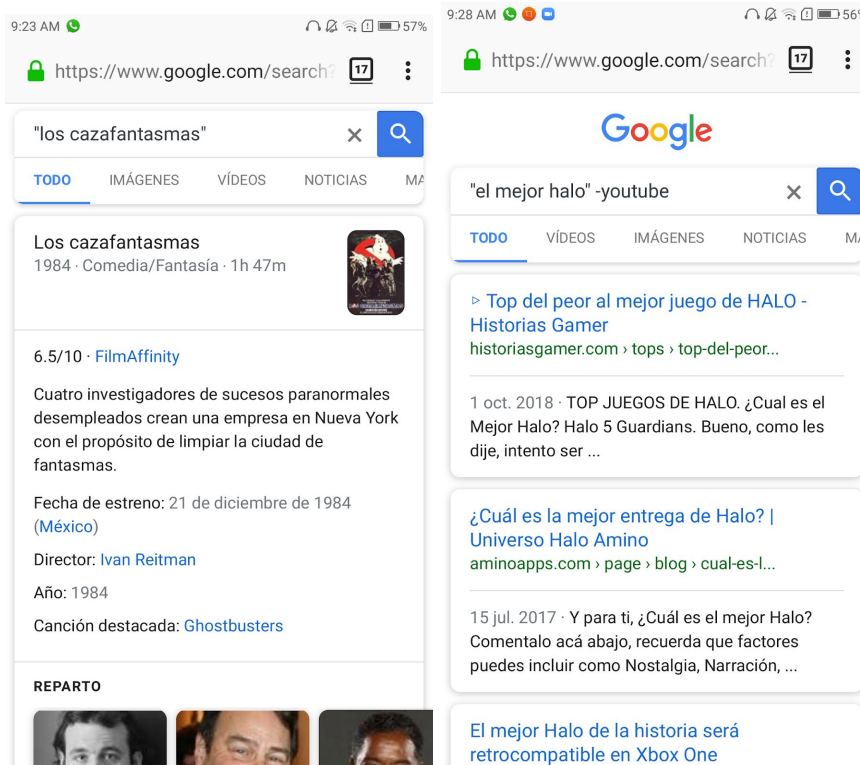 9:23 AM
57%
https://www.google.com/search?
17
"los cazafantasmas"
TODO IMÁGENES VÍDEOS NOTICIAS MA
Los cazafantasmas
1984 · Comedia/Fantasía · 1h 47m
6.5/10 · FilmAffinity
Cuatro investigadores de sucesos paranormales
desempleados crean una empresa en Nueva York
con el propósito de limpiar la ciudad de
fantasmas.
Fecha de estreno: 21 de diciembre de 1984
(México)
Director: Ivan Reitman
Año: 1984
Canción destacada: Ghostbusters
REPARTO
9:28 AM
56%
https://www.google.com/search?
17
Google
"el mejor halo" -youtube
TODO VÍDEOS IMÁGENES NOTICIAS MA
▷ Top del peor al mejor juego de HALO -
Historias Gamer
historiasgamer.com › tops › top-del-peor...
1 oct. 2018 · TOP JUEGOS DE HALO. ¿Cual es el
Mejor Halo? Halo 5 Guardians. Bueno, como les
dije, intento ser ...
¿Cuál es la mejor entrega de Halo? |
Universo Halo Amino
aminoapps.com › page › blog › cual-es-l...
15 jul. 2017 · Y para ti, ¿Cuál es el mejor Halo?
Comentalo acá abajo, recuerda que factores
puedes incluir como Nostalgia, Narración, ...
El mejor Halo de la historia será
retrocompatible en Xbox One